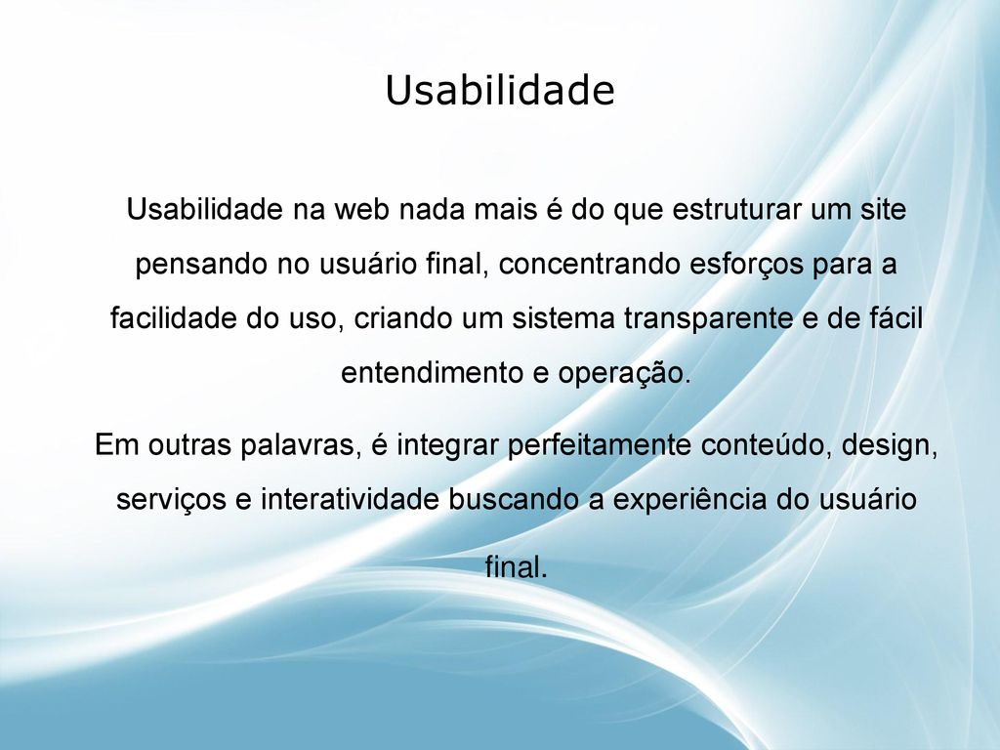 Usabilidade
Usabilidade na web nada mais é do que estruturar um site
pensando no usuário final, concentrando esforços para a
facilidade do uso, criando um sistema transparente e de fácil
entendimento e operação.
Em outras palavras, é integrar perfeitamente conteúdo, design,
serviços e interatividade buscando a experiência do usuário
final.